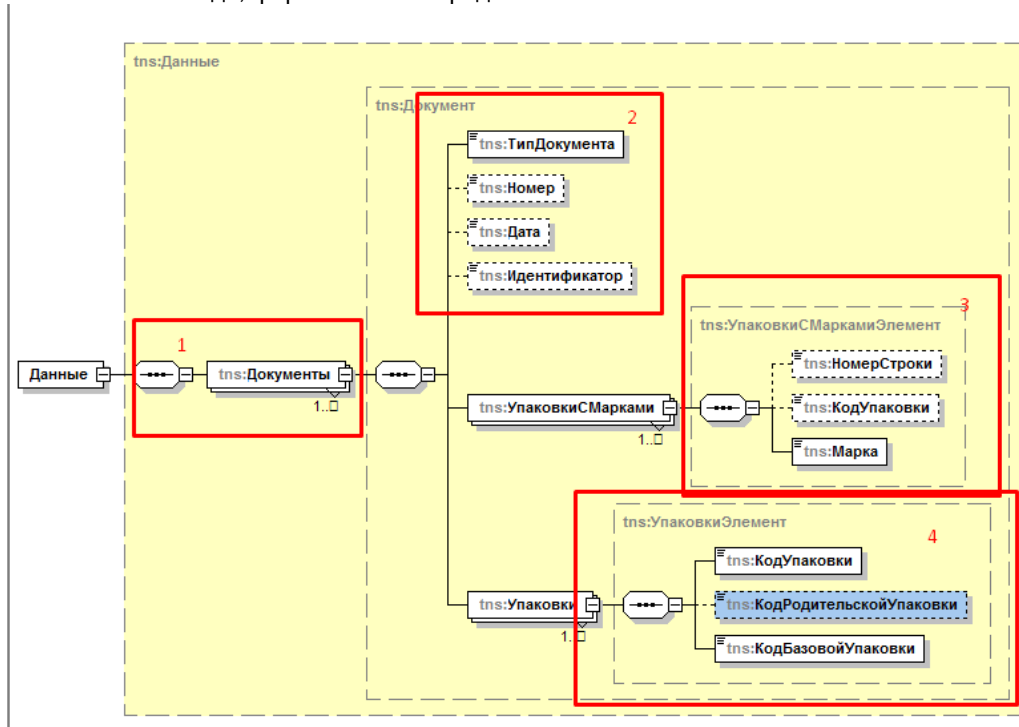 tns:Данные
tns:Документ
2
tns:ТипДокумента
tns:Номер
tns:Дата
tns:Идентификатор
3
tns:УпаковкиСМаркамиЭлемент
1
tns:НомерСтроки
Данные
tns:Документы
1..□
tns:УпаковкиСМарками
1..□
tns:КодУпаковки
tns:Марка
4
tns:УпаковкиЭлемент
tns:КодУпаковки
tns:Упаковки
1..□
tns:КодРодительскойУпаковки
tns:КодБазовойУпаковки